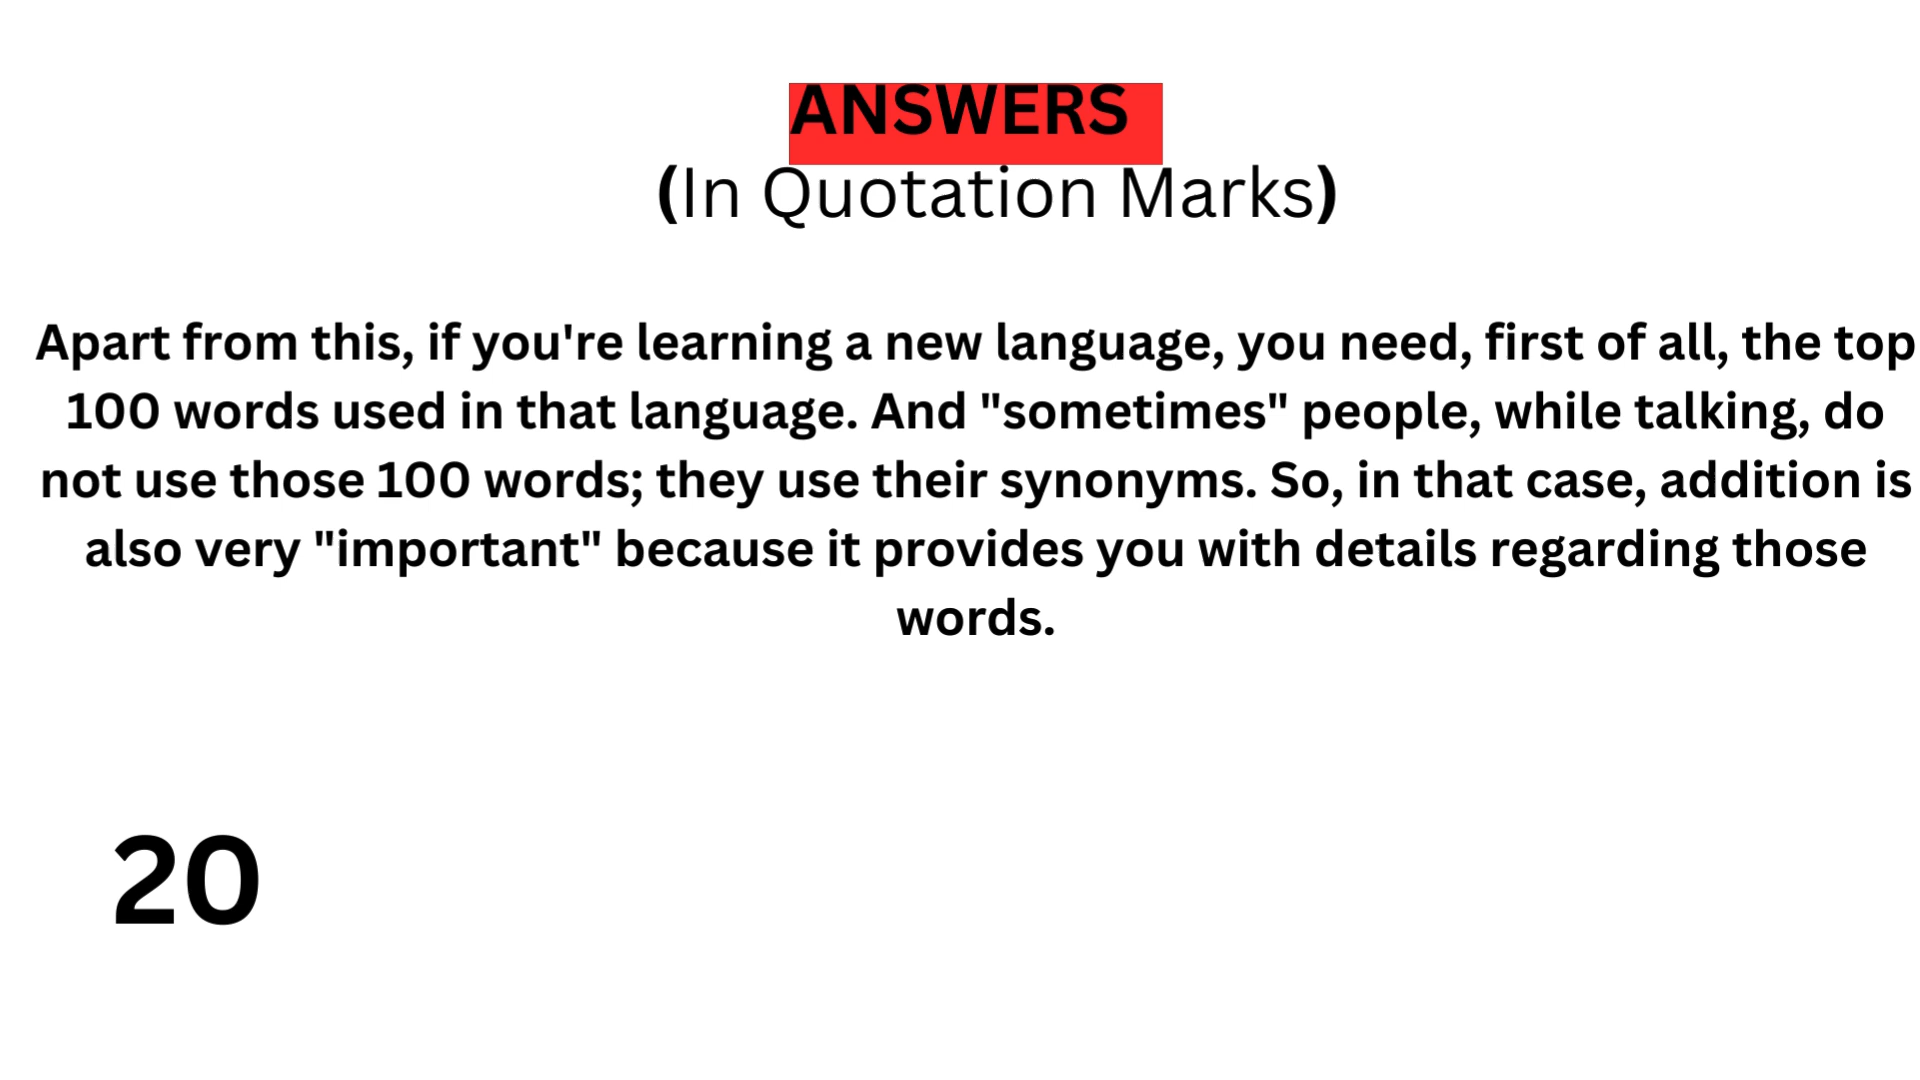 ANSWERS
(In Quotation Marks)
Apart from this, if you're learning a new language, you need, first of all, the top
100 words used in that language. And "sometimes" people, while talking, do
not use those 100 words; they use their synonyms. So, in that case, addition is
also very "important" because it provides you with details regarding those
words.
20